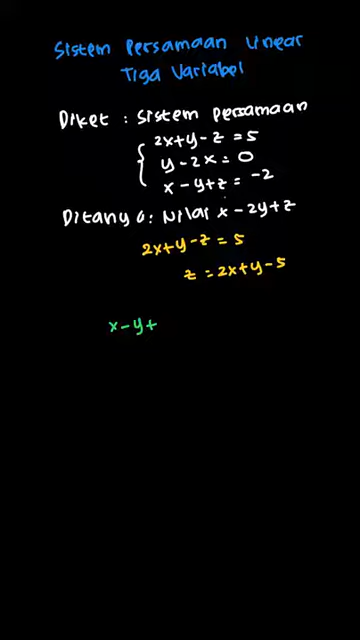 Sistem Persamaan Linear
Tiga Variabel
Diket : Sistem persamaan
2x+y-z=5
y-2x=0
x-y+z=-2
Ditanya: Nilai x-2y+z
2x+y-z=5
z=2x+y-5
x-y+